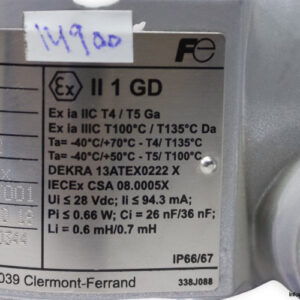 14900
Fe
Ex II 1 GD
Ex ia IIC T4 / T5 Ga
Ex ia IIIC T100°C / T135°C Da
Ta= -40°C/+70°C - T4/ T135°C
Ta= -40°C/+50°C - T5/ T100°C
DEKRA 13ATEX0222 X
IECEx CSA 08.0005X
Ui ≤ 28 Vdc; Ii ≤ 94.3 mA;
Pi ≤ 0.66 W; Ci = 26 nF/36 nF;
Li = 0.6 mH/0.7 mH
IP66/67
039 Clermont-Ferrand
338J088